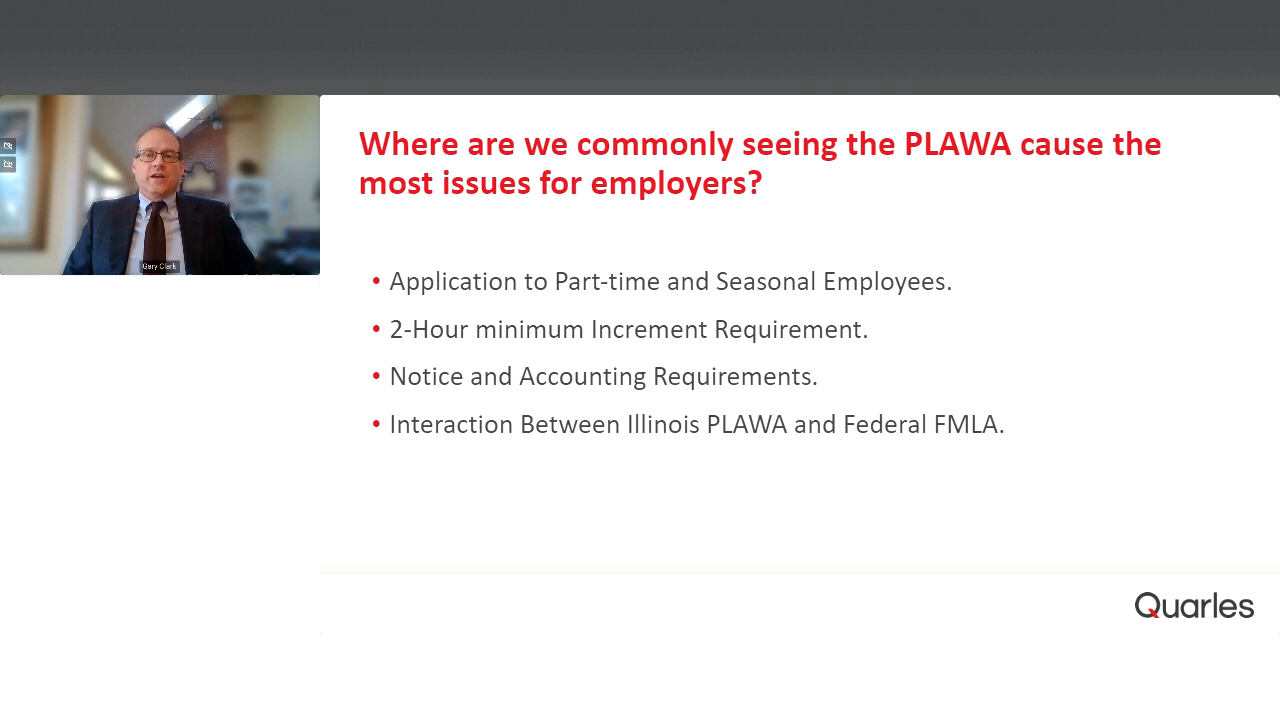 Gary Clark
Where are we commonly seeing the PLAWA cause the
most issues for employers?
• Application to Part-time and Seasonal Employees.
• 2-Hour minimum Increment Requirement.
• Notice and Accounting Requirements.
• Interaction Between Illinois PLAWA and Federal FMLA.
Quarles